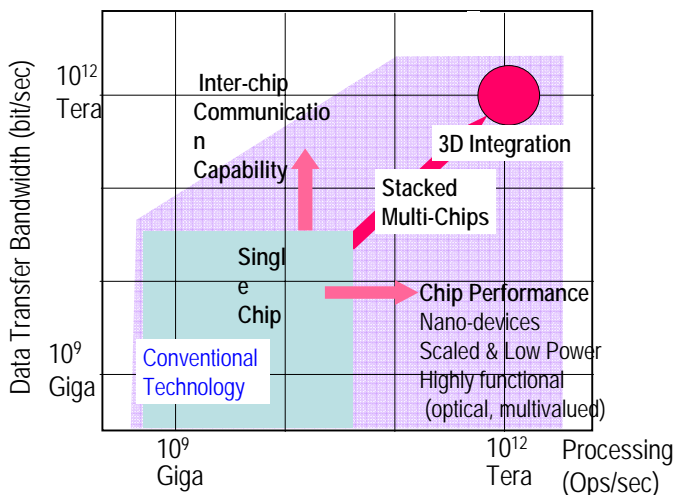 Data Transfer Bandwidth (bit/sec)
10¹²
Tera
10⁹
Giga
Inter-chip
Communicatio
n
Capability
3D Integration
Stacked
Multi-Chips
Singl
e
Chip
Chip Performance
Nano-devices
Scaled & Low Power
Highly functional
(optical, multivalued)
Conventional
Technology
10⁹
Giga
10¹²
Tera
Processing
(Ops/sec)